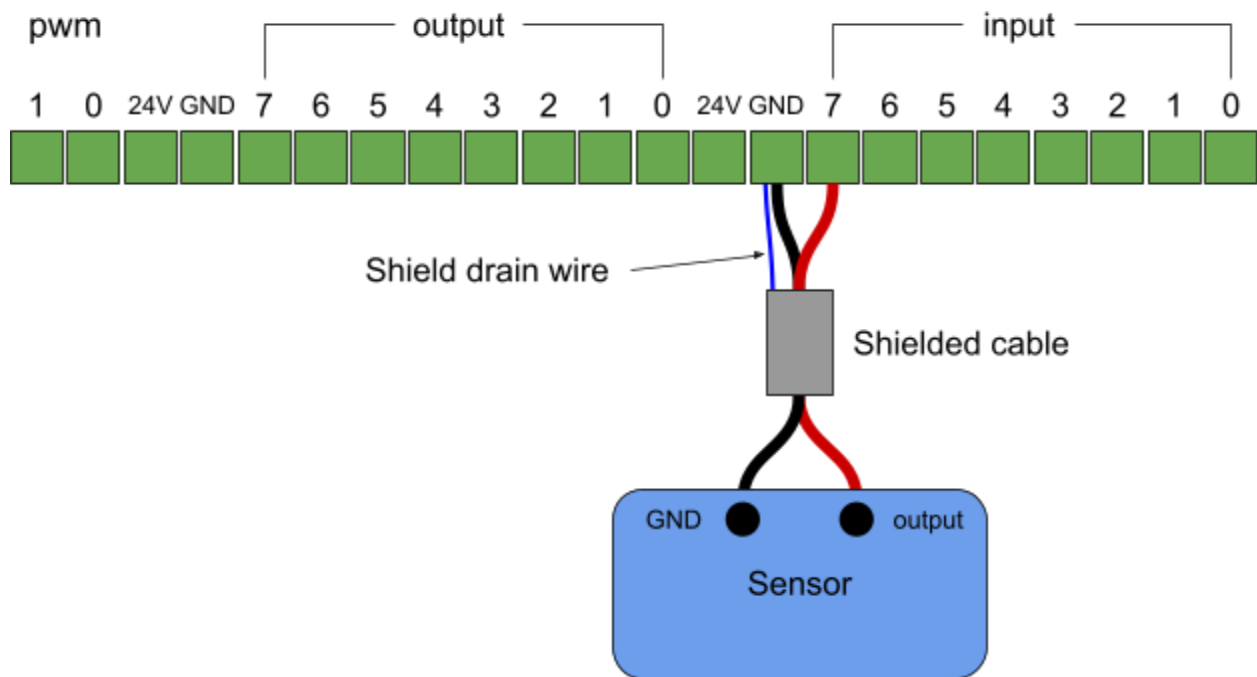 pwm output input
1 0 24V GND 7 6 5 4 3 2 1 0 24V GND 7 6 5 4 3 2 1 0
Shield drain wire
Shielded cable
GND output
Sensor